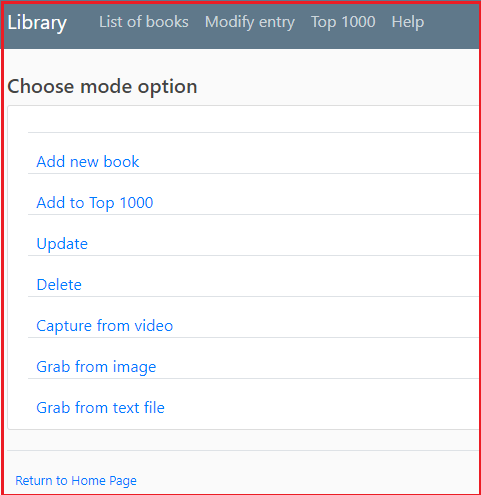 Library List of books Modify entry Top 1000 Help
Choose mode option
Add new book
Add to Top 1000
Update
Delete
Capture from video
Grab from image
Grab from text file
Return to Home Page